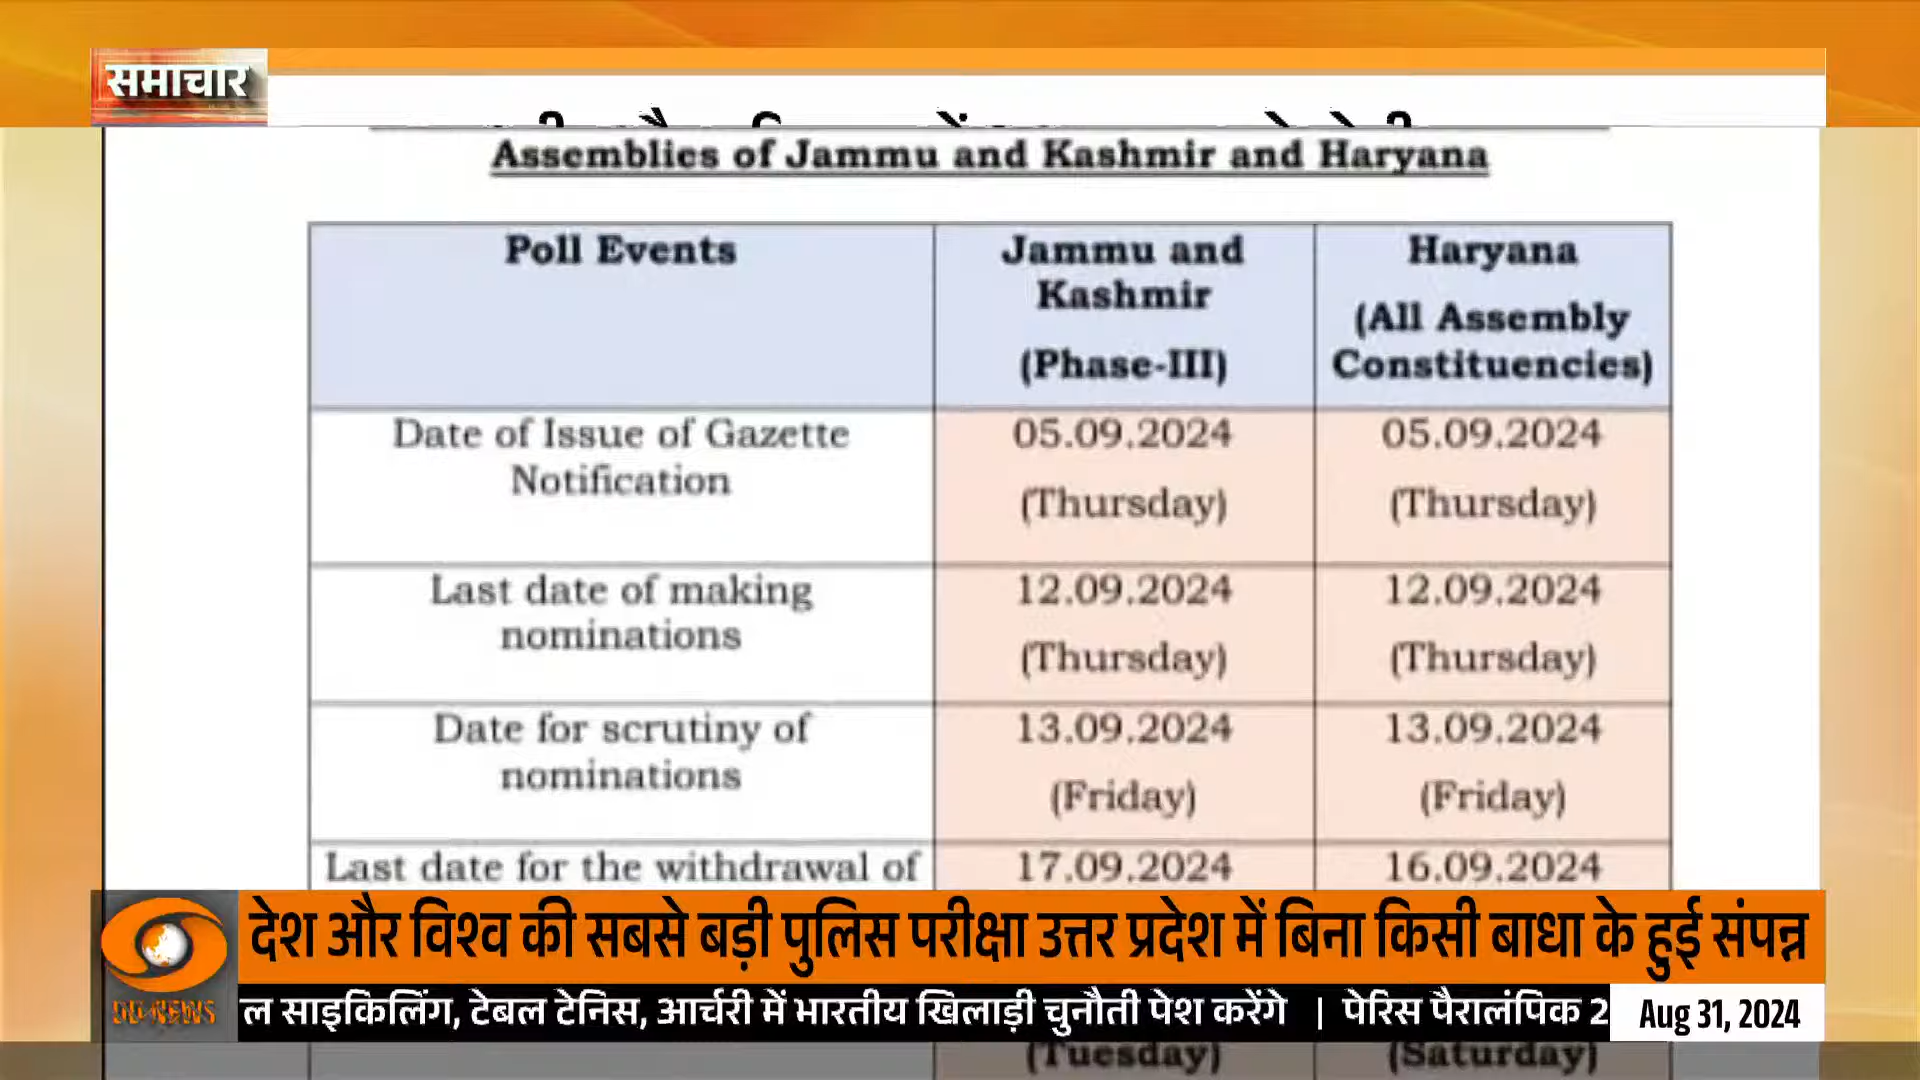 समाचार
Assemblies of Jammu and Kashmir and Haryana
Poll Events
Jammu and
Kashmir
(Phase-III)
Haryana
(All Assembly
Constituencies)
Date of Issue of Gazette
Notification
05.09.2024
(Thursday)
05.09.2024
(Thursday)
Last date of making
nominations
12.09.2024
(Thursday)
12.09.2024
(Thursday)
Date for scrutiny of
nominations
13.09.2024
(Friday)
13.09.2024
(Friday)
Last date for the withdrawal of
17.09.2024
16.09.2024
देश और विश्व की सबसे बड़ी पुलिस परीक्षा उत्तर प्रदेश में बिना किसी बाधा के हुई संपन्न
DD-NEWS
ल साइकिलिंग, टेबल टेनिस, आर्चरी में भारतीय खिलाड़ी चुनौती पेश करेंगे | पेरिस पैरालंपिक 2
Aug 31, 2024
(Tuesday)
(Saturday)